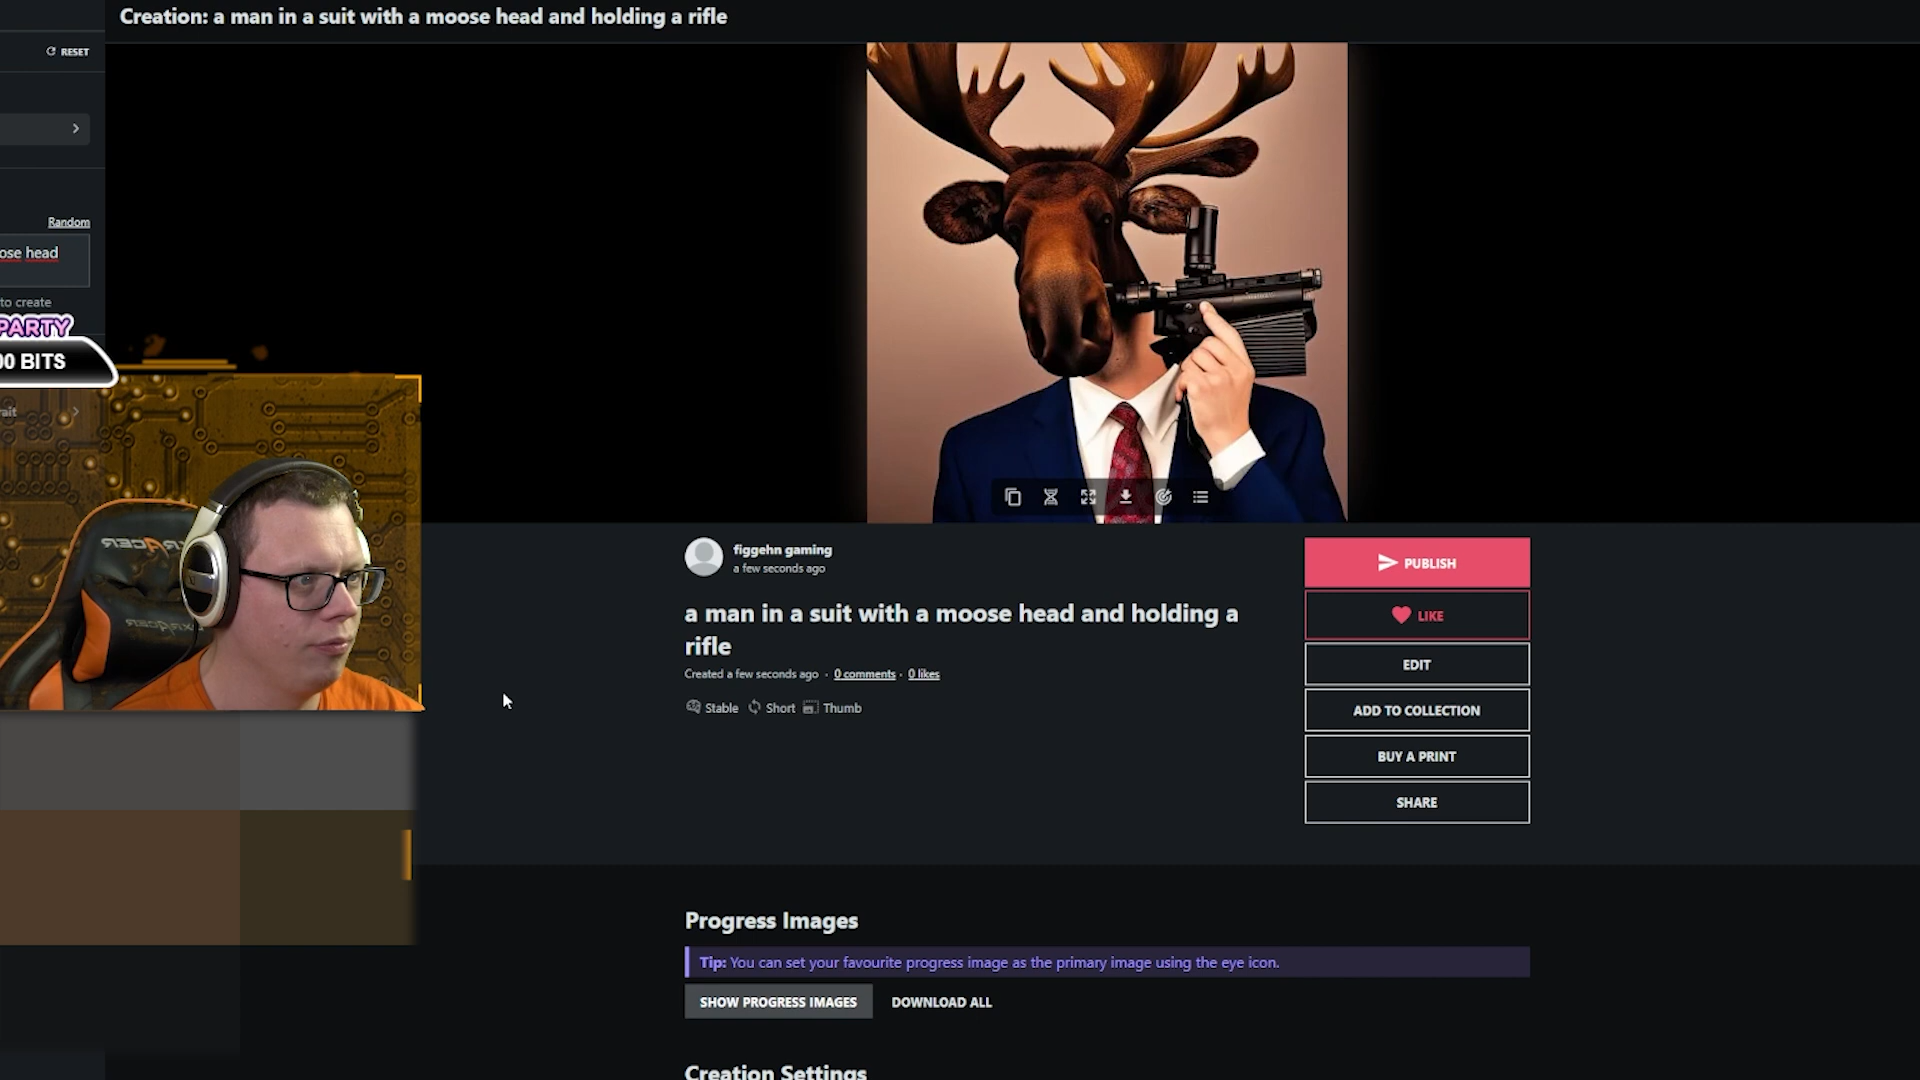 Creation: a man in a suit with a moose head and holding a rifle
RESET
Random
ose head
to create
PARTY
00 BITS
rait
figgehn gaming
a few seconds ago
a man in a suit with a moose head and holding a
rifle
Created a few seconds ago · 0 comments · 0 likes
Stable Short Thumb
PUBLISH
LIKE
EDIT
ADD TO COLLECTION
BUY A PRINT
SHARE
Progress Images
Tip: You can set your favourite progress image as the primary image using the eye icon.
SHOW PROGRESS IMAGES DOWNLOAD ALL
Creation Settings